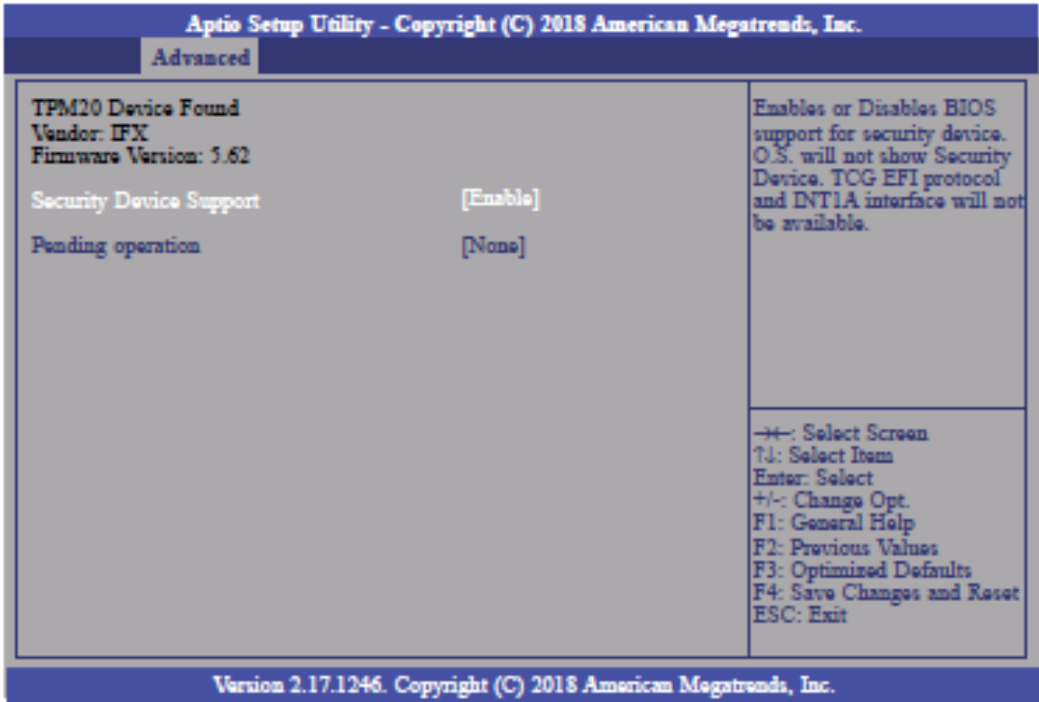 Aptio Setup Utility - Copyright (C) 2018 American Megatrends, Inc.
Advanced
TPM20 Device Found
Vendor: IFX
Firmware Version: 5.62
Security Device Support [Enable]
Pending operation [None]
Enables or Disables BIOS
support for security device.
O.S. will not show Security
Device. TCG EFI protocol
and INT1A interface will not
be available.
→←: Select Screen
↑↓: Select Item
Enter: Select
+/-: Change Opt.
F1: General Help
F2: Previous Values
F3: Optimized Defaults
F4: Save Changes and Reset
ESC: Exit
Version 2.17.1246. Copyright (C) 2018 American Megatrends, Inc.